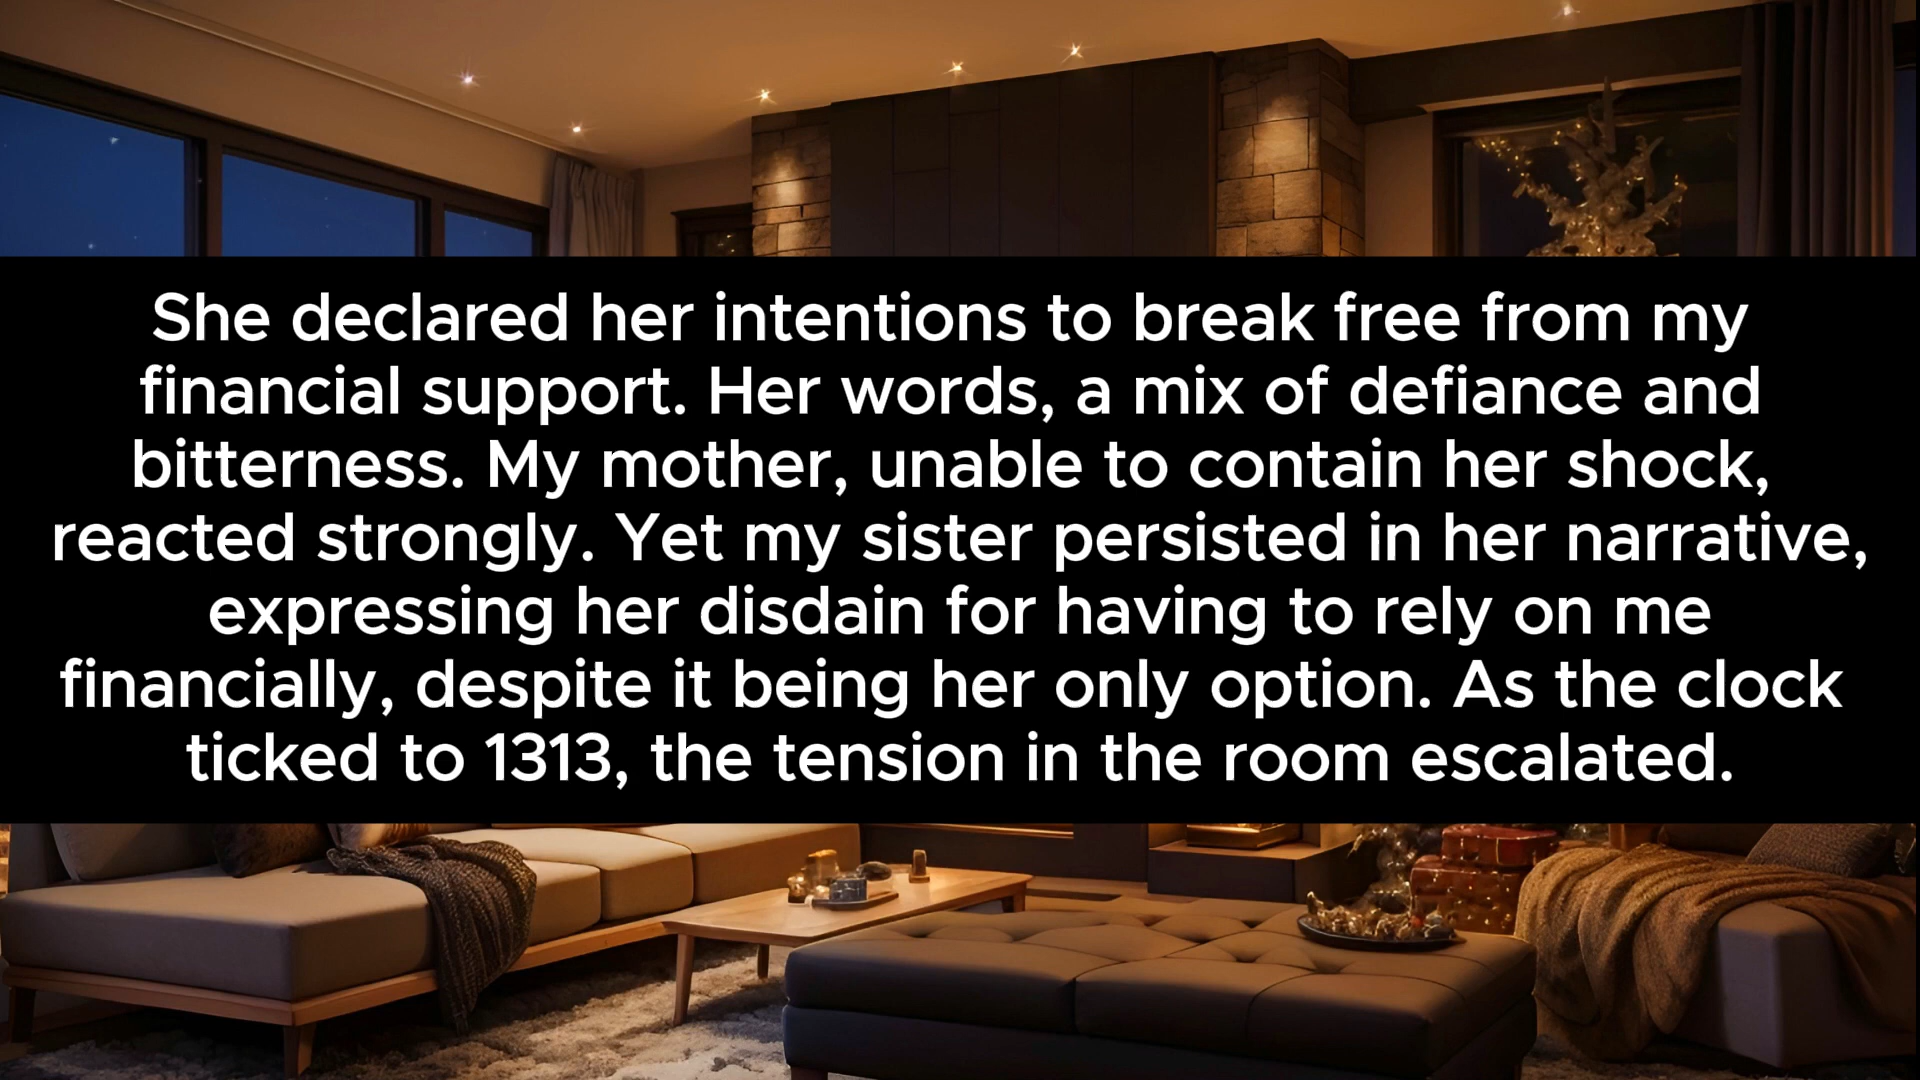 She declared her intentions to break free from my
financial support. Her words, a mix of defiance and
bitterness. My mother, unable to contain her shock,
reacted strongly. Yet my sister persisted in her narrative,
expressing her disdain for having to rely on me
financially, despite it being her only option. As the clock
ticked to 1313, the tension in the room escalated.